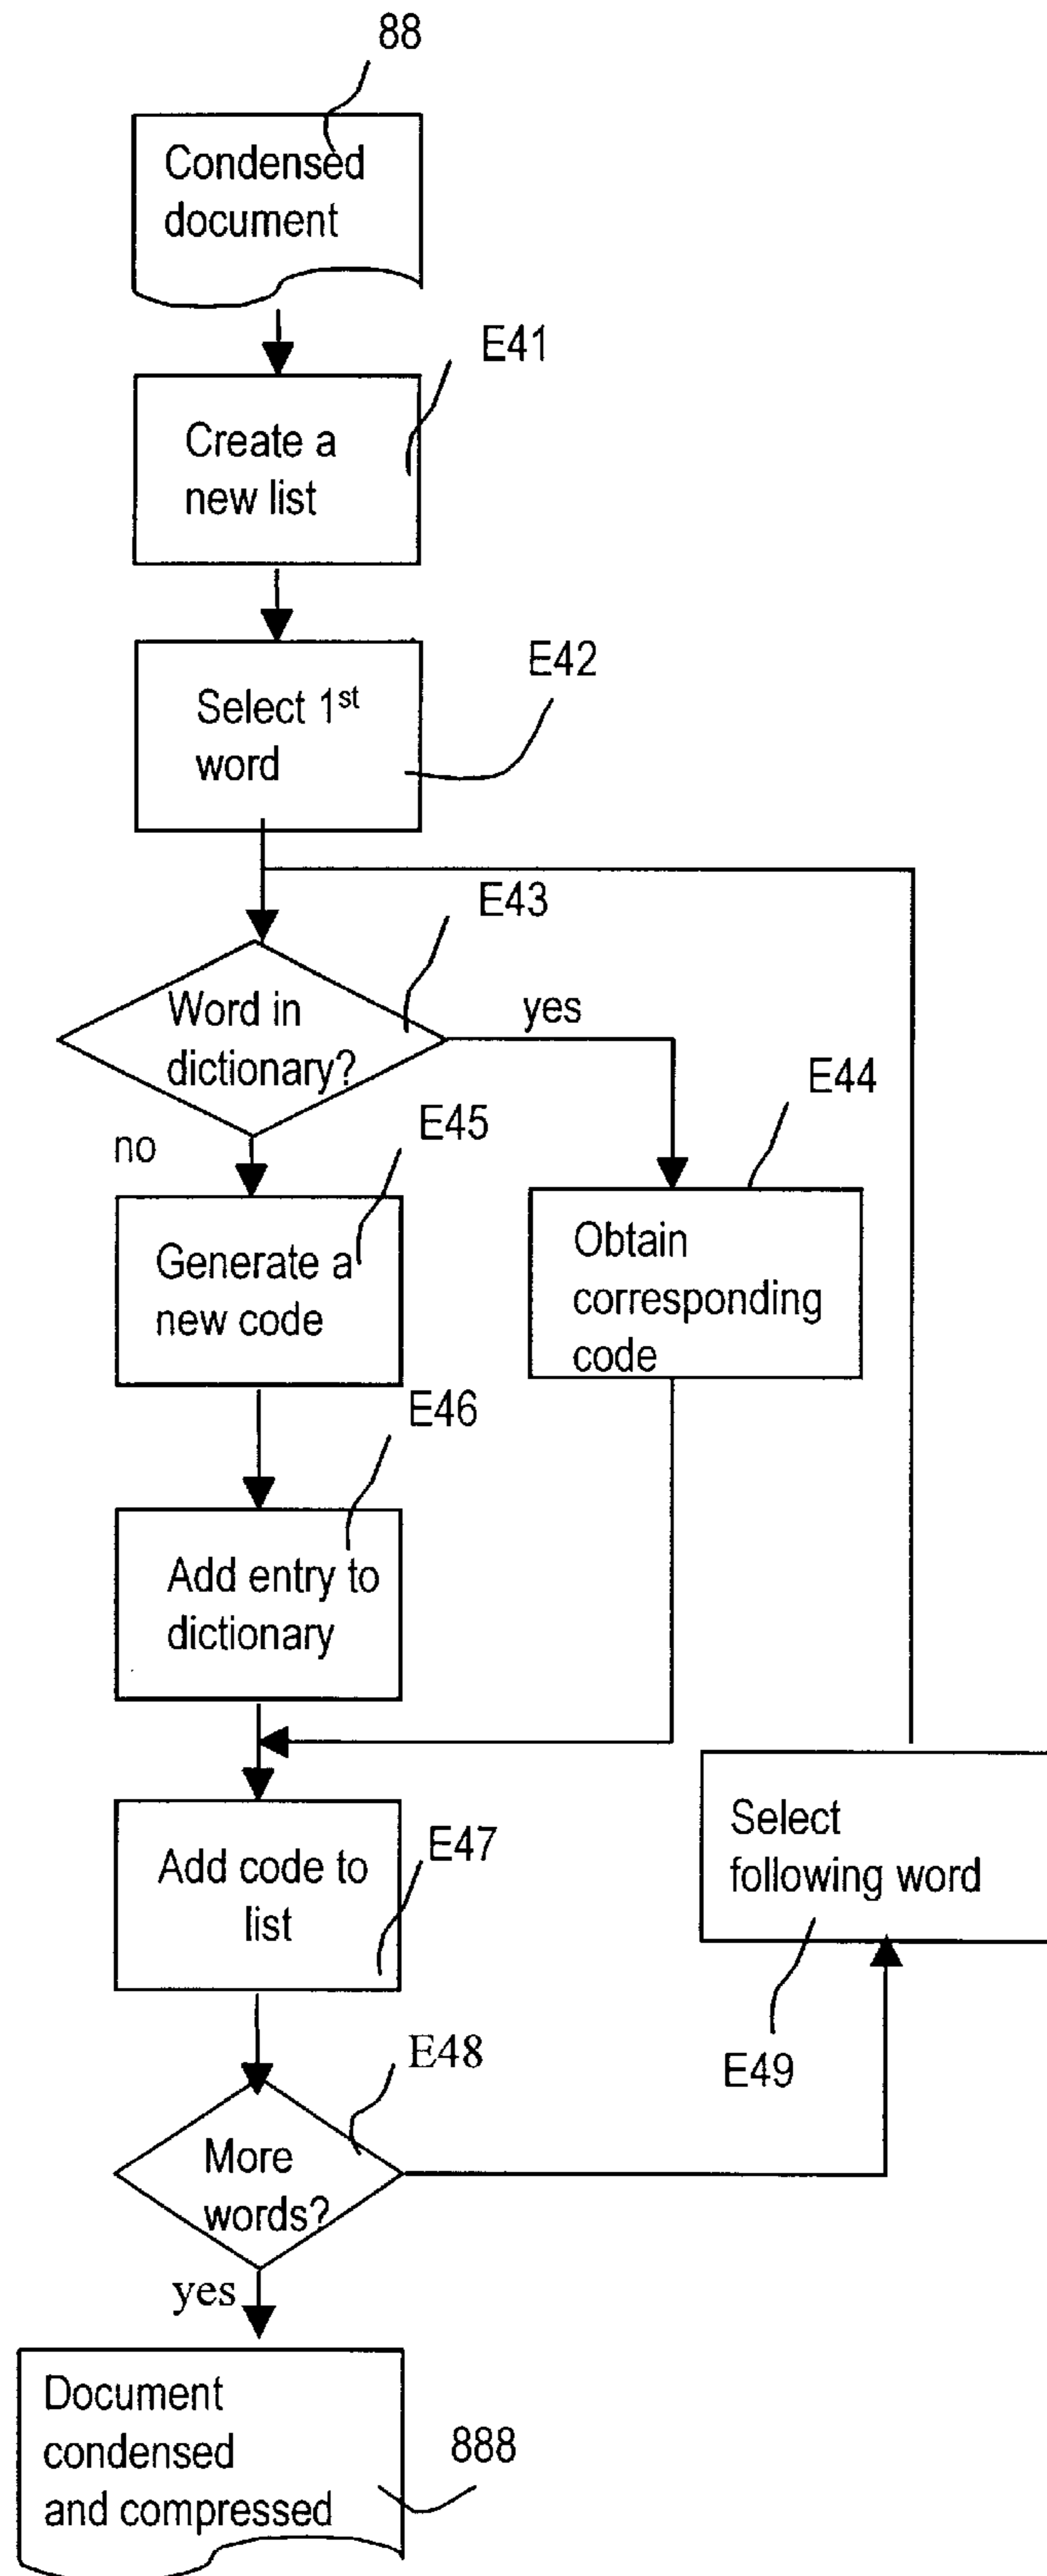 88
Condensed
document
E41
Create a
new list
E42
Select 1st
word
E43
Word in
dictionary?
yes
E44
no
E45
Generate a
new code
Obtain
corresponding
code
E46
Add entry to
dictionary
Select
following word
E47
Add code to
list
E49
E48
More
words?
yes
Document
condensed
and compressed
888